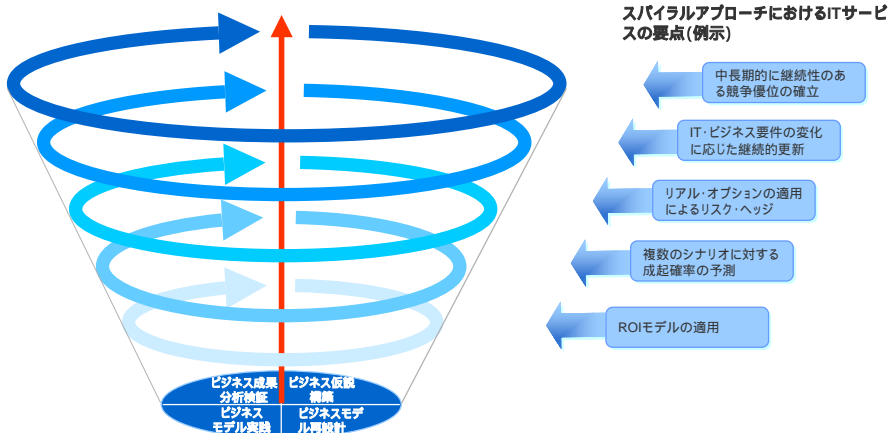 スパイラルアプローチにおけるITサービ
スの要点(例示)
中長期的に継続性のあ
る競争優位の確立
IT・ビジネス要件の変化
に応じた継続的更新
リアル・オプションの適用
によるリスク・ヘッジ
複数のシナリオに対する
成起確率の予測
ROIモデルの適用
ビジネス成果
分析検証
ビジネス仮説
構築
ビジネス
モデル実践
ビジネスモデ
ル再設計